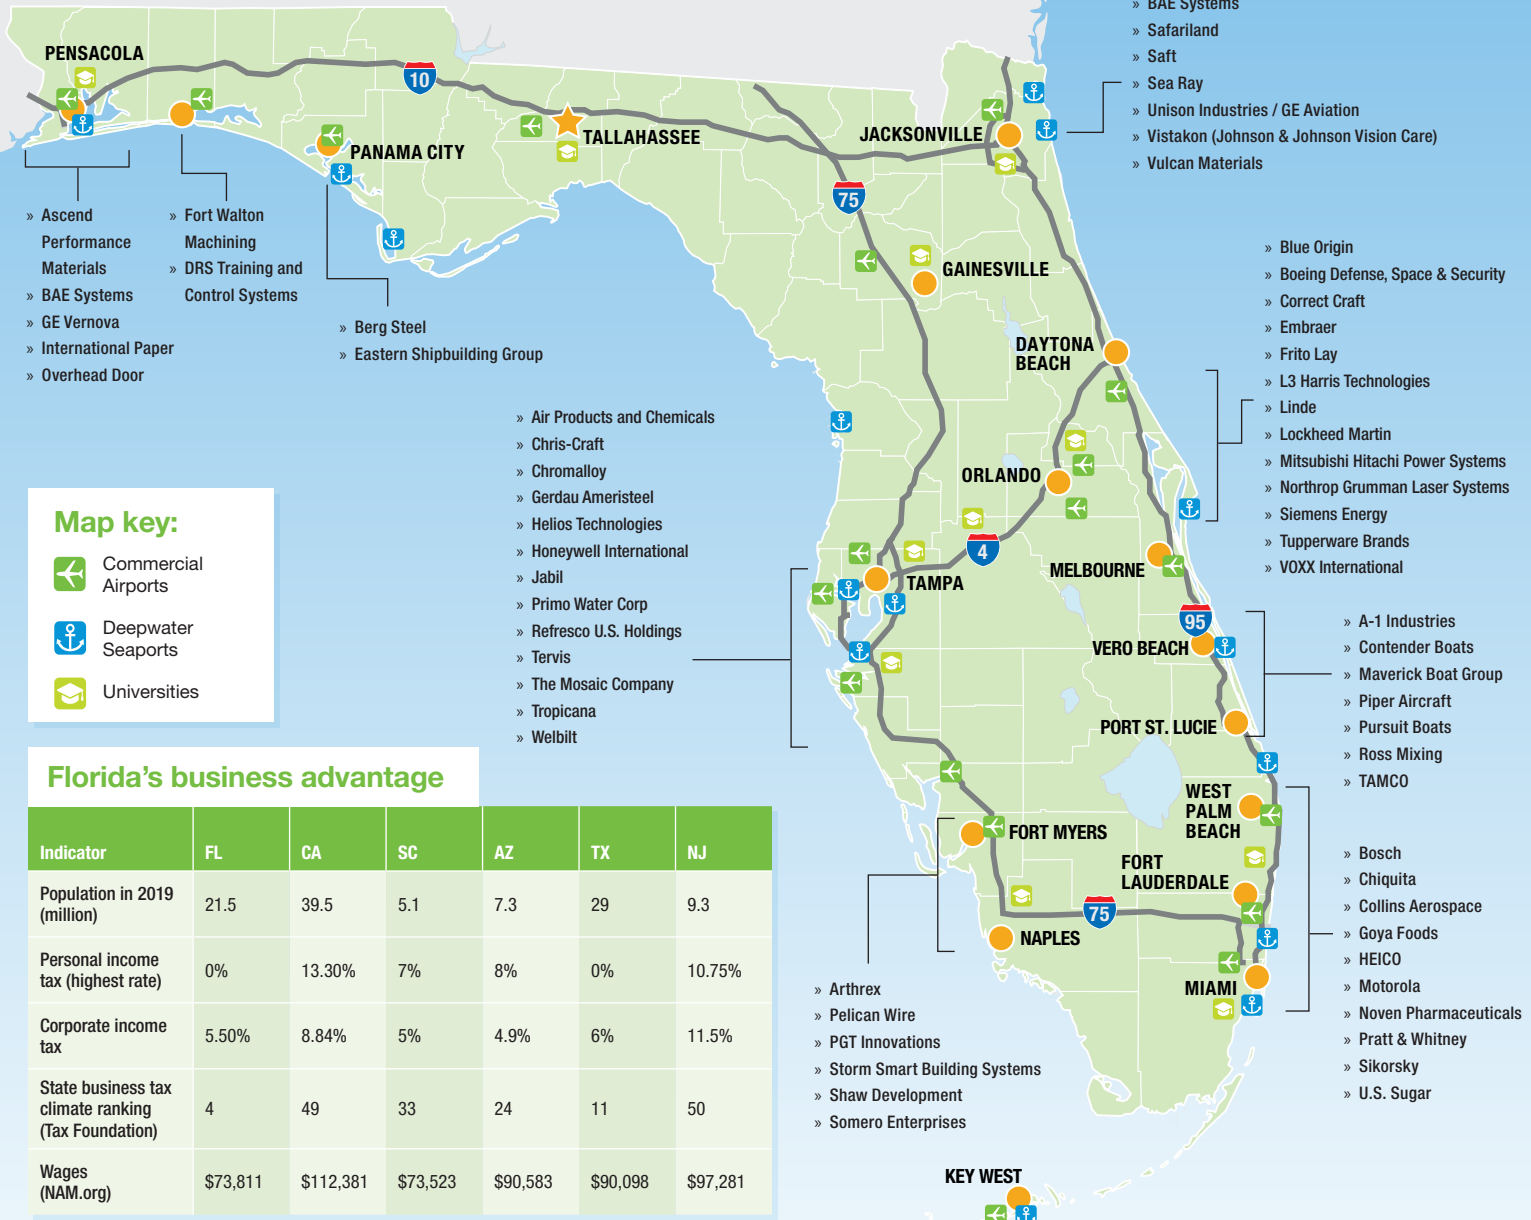 » BAE Systems
» Safariland
» Saft
» Sea Ray
» Unison Industries / GE Aviation
» Vistakon (Johnson & Johnson Vision Care)
» Vulcan Materials
PENSACOLA
10
TALLAHASSEE
PANAMA CITY
JACKSONVILLE
75
GAINESVILLE
DAYTONA
BEACH
ORLANDO
4
TAMPA
MELBOURNE
95
VERO BEACH
PORT ST. LUCIE
WEST
PALM
BEACH
FORT MYERS
FORT
LAUDERDALE
75
NAPLES
MIAMI
KEY WEST
» Ascend
Performance
Materials
» BAE Systems
» GE Vernova
» International Paper
» Overhead Door
» Fort Walton
Machining
» DRS Training and
Control Systems
» Berg Steel
» Eastern Shipbuilding Group
» Blue Origin
» Boeing Defense, Space & Security
» Correct Craft
» Embraer
» Frito Lay
» L3 Harris Technologies
» Linde
» Lockheed Martin
» Mitsubishi Hitachi Power Systems
» Northrop Grumman Laser Systems
» Siemens Energy
» Tupperware Brands
» VOXX International
» Air Products and Chemicals
» Chris-Craft
» Chromalloy
» Gerdau Ameristeel
» Helios Technologies
» Honeywell International
» Jabil
» Primo Water Corp
» Refresco U.S. Holdings
» Tervis
» The Mosaic Company
» Tropicana
» Welbilt
» A-1 Industries
» Contender Boats
» Maverick Boat Group
» Piper Aircraft
» Pursuit Boats
» Ross Mixing
» TAMCO
» Bosch
» Chiquita
» Collins Aerospace
» Goya Foods
» HEICO
» Motorola
» Noven Pharmaceuticals
» Pratt & Whitney
» Sikorsky
» U.S. Sugar
» Arthrex
» Pelican Wire
» PGT Innovations
» Storm Smart Building Systems
» Shaw Development
» Somero Enterprises
Map key:
Commercial
Airports
Deepwater
Seaports
Universities
Florida's business advantage
Indicator FL CA SC AZ TX NJ
Population in 2019
(million) 21.5 39.5 5.1 7.3 29 9.3
Personal income
tax (highest rate) 0% 13.30% 7% 8% 0% 10.75%
Corporate income
tax 5.50% 8.84% 5% 4.9% 6% 11.5%
State business tax
climate ranking 4 49 33 24 11 50
(Tax Foundation)
Wages
(NAM.org) $73,811 $112,381 $73,523 $90,583 $90,098 $97,281